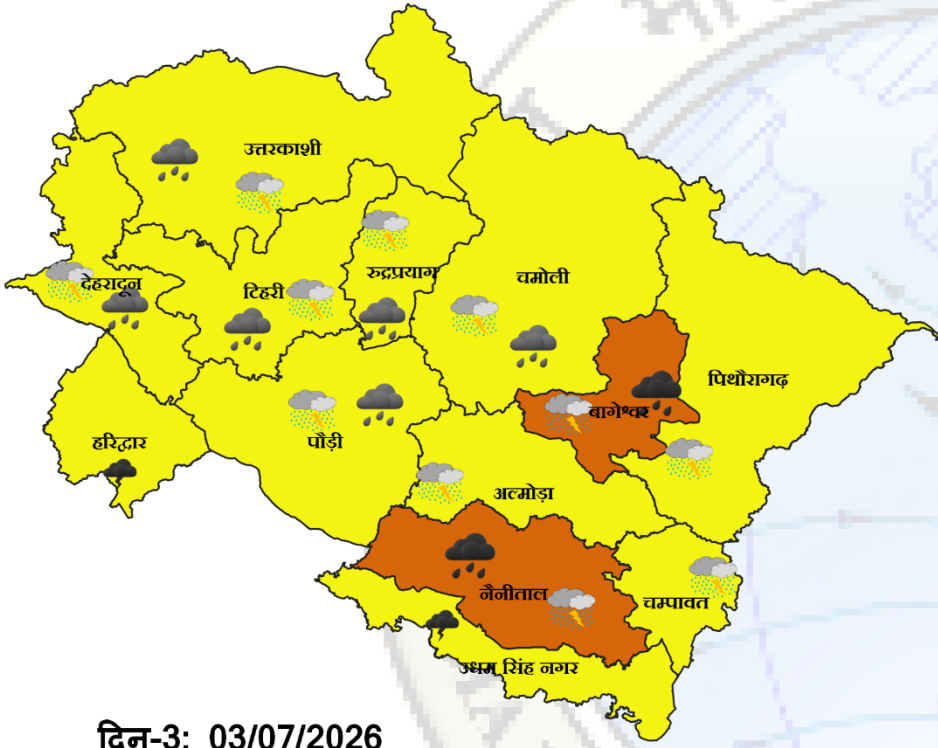 उत्तरकाशी
देहरादून
टिहरी
रुद्रप्रयाग
चमोली
पिथौरागढ़
बागेश्वर
हरिद्वार
पौड़ी
अल्मोड़ा
नैनीताल
चम्पावत
उधम सिंह नगर
दिन-3: 03/07/2026